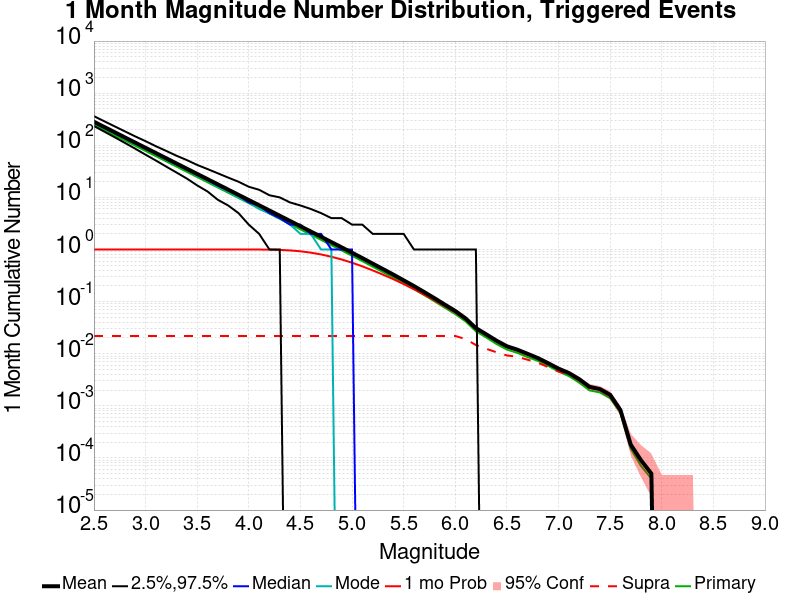 1 Month Magnitude Number Distribution, Triggered Events
1 Month Cumulative Number
10^4
10^3
10^2
10^1
10^0
10^-1
10^-2
10^-3
10^-4
10^-5
2.5 3.0 3.5 4.0 4.5 5.0 5.5 6.0 6.5 7.0 7.5 8.0 8.5 9.0
Magnitude
Mean 2.5%,97.5% Median Mode 1 mo Prob 95% Conf Supra Primary